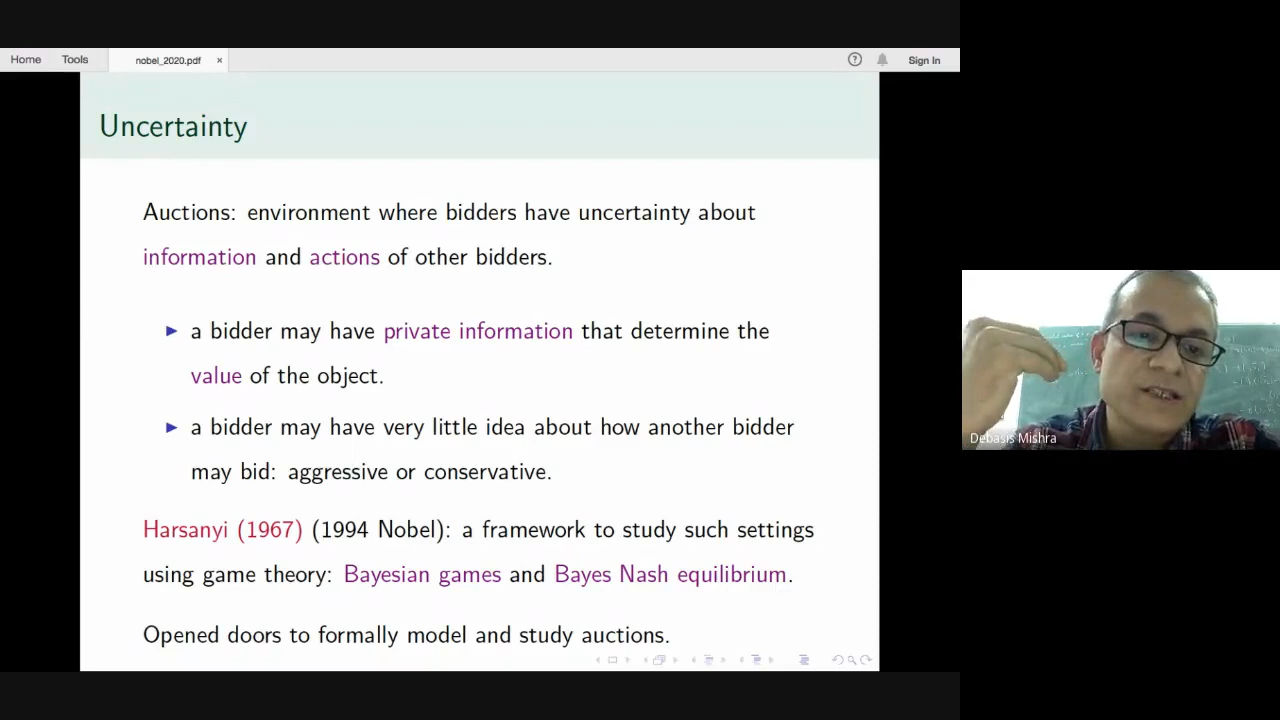 Home Tools nobel_2020.pdf × Sign In
Uncertainty
Auctions: environment where bidders have uncertainty about
information and actions of other bidders.
a bidder may have private information that determine the
value of the object.
a bidder may have very little idea about how another bidder
may bid: aggressive or conservative.
Harsanyi (1967) (1994 Nobel): a framework to study such settings
using game theory: Bayesian games and Bayes Nash equilibrium.
Opened doors to formally model and study auctions.
Debasis Mishra